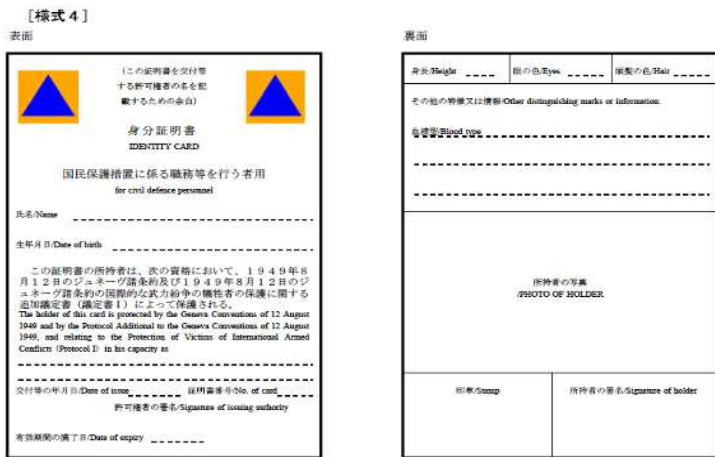 ［様式４］
表面
（この証明書を交付等
する許可権者の名を記
載するための余白）
身分証明書
IDENTITY CARD
国民保護措置に係る職務等を行う者用
for civil defence personnel
氏名/Name
生年月日/Date of birth
この証明書の所持者は、次の資格において、１９４９年８
月１２日のジュネーヴ諸条約及び１９４９年８月１２日のジ
ュネーヴ諸条約の国際的な武力紛争の犠牲者の保護に関する
追加議定書（議定書Ⅰ）によって保護される。
The holder of this card is protected by the Geneva Conventions of 12 August
1949 and by the Protocol Additional to the Geneva Conventions of 12 August
1949, and relating to the Protection of Victims of International Armed
Conflicts (Protocol I) in his capacity as
交付等の年月日/Date of issue 証明書番号/No. of card
許可権者の署名/Signature of issuing authority
有効期間の満了日/Date of expiry
裏面
身長/Height 眼の色/Eyes 頭髪の色/Hair
その他の特徴又は情報/Other distinguishing marks or information:
血液型/Blood type
所持者の写真
/PHOTO OF HOLDER
印章/Stamp 所持者の署名/Signature of holder